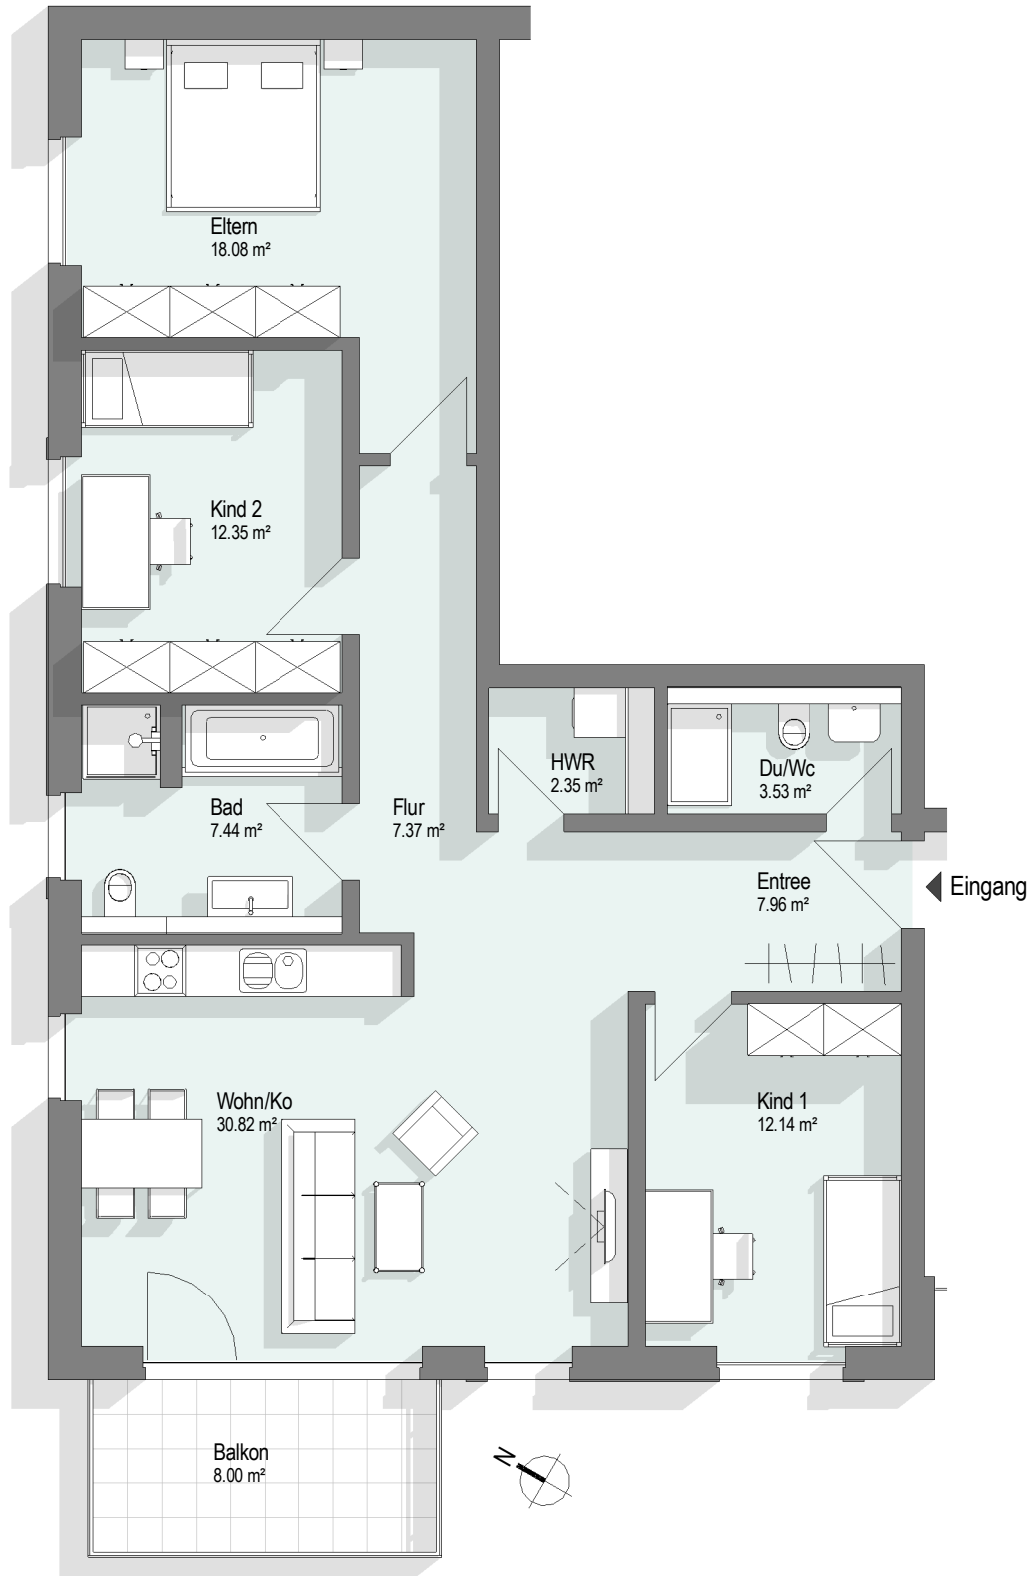 Eltern
18.08 m²
Kind 2
12.35 m²
HWR
2.35 m²
Du/Wc
3.53 m²
Bad
7.44 m²
Flur
7.37 m²
Entree
7.96 m²
Eingang
Wohn/Ko
30.82 m²
Kind 1
12.14 m²
Balkon
8.00 m²
N